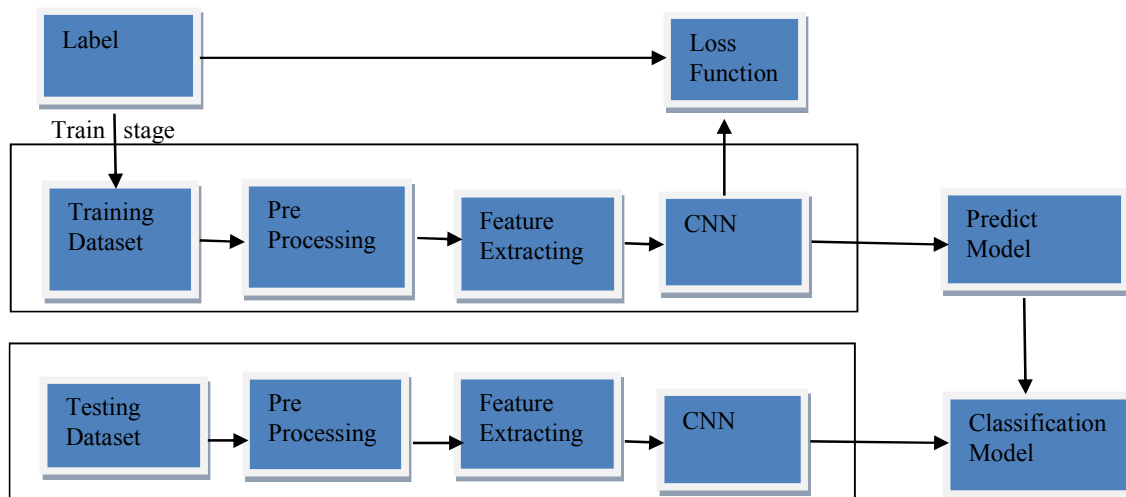 Label
Loss
Function
Train stage
Training
Dataset
Pre
Processing
Feature
Extracting
CNN
Predict
Model
Testing
Dataset
Pre
Processing
Feature
Extracting
CNN
Classification
Model